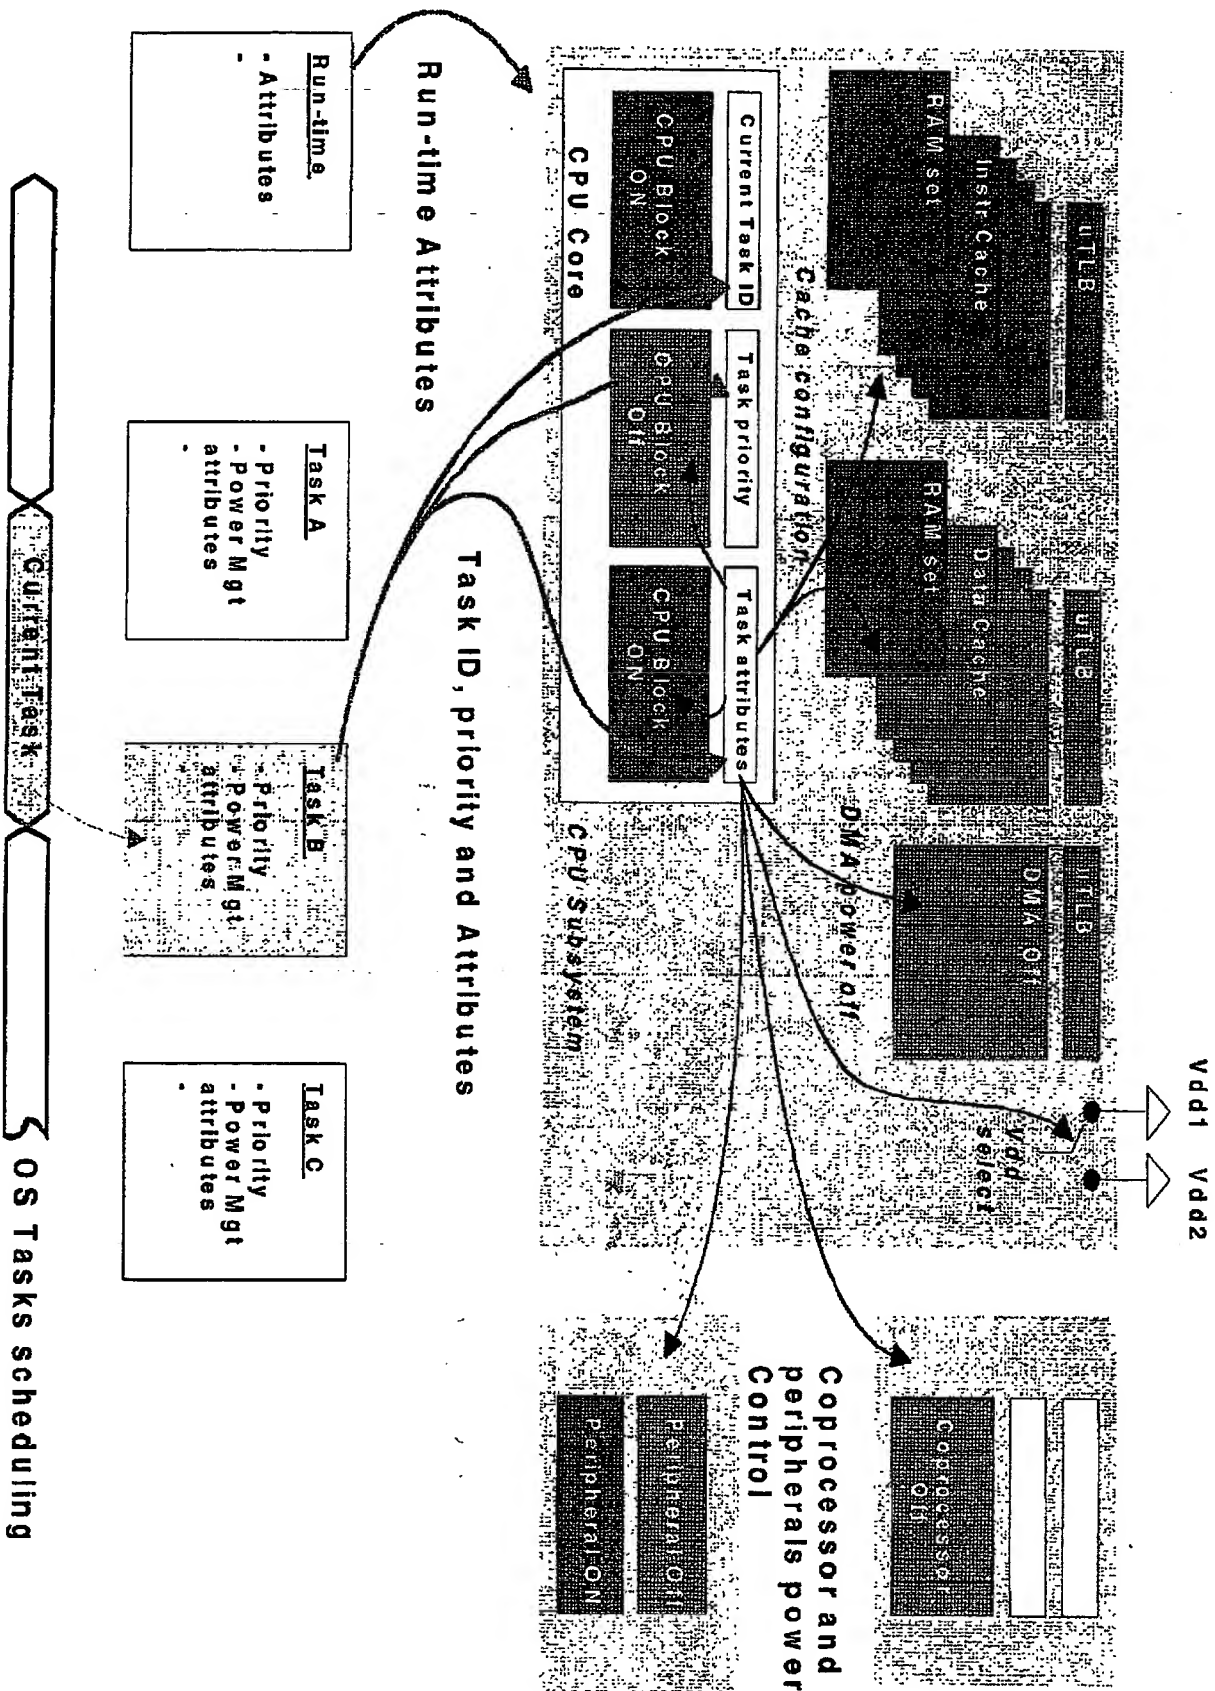 Vdd1 Vdd2
uTLB
Instr Cache
RAM set
uTLB
Data Cache
RAM set
uTLB
DMA Off
Vdd
select
Cache configuration
DMA power off
Current Task ID
Task priority
Task attributes
CPU Block
ON
CPU Block
Off
CPU Block
ON
CPU Core
CPU Subsystem
Coprocessor
Off
Coprocessor and
peripherals power
Control
Peripheral Off
Peripheral ON
Run-time Attributes
Task ID, priority and Attributes
Run-time
- Attributes
-
Task A
- Priority
- Power Mgt
attributes
-
Task B
- Priority
- Power Mgt
attributes
-
Task C
- Priority
- Power Mgt
attributes
-
Current Task
OS Tasks scheduling